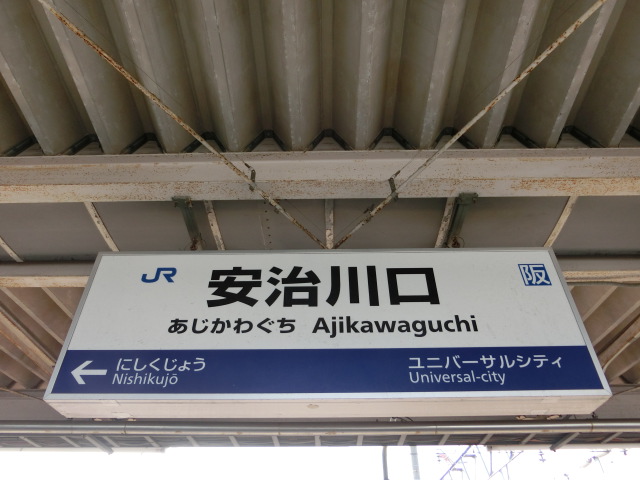 JR 安治川口 阪
あじかわぐち Ajikawaguchi
← にしくじょう ユニバーサルシティ
Nishikujō Universal-city